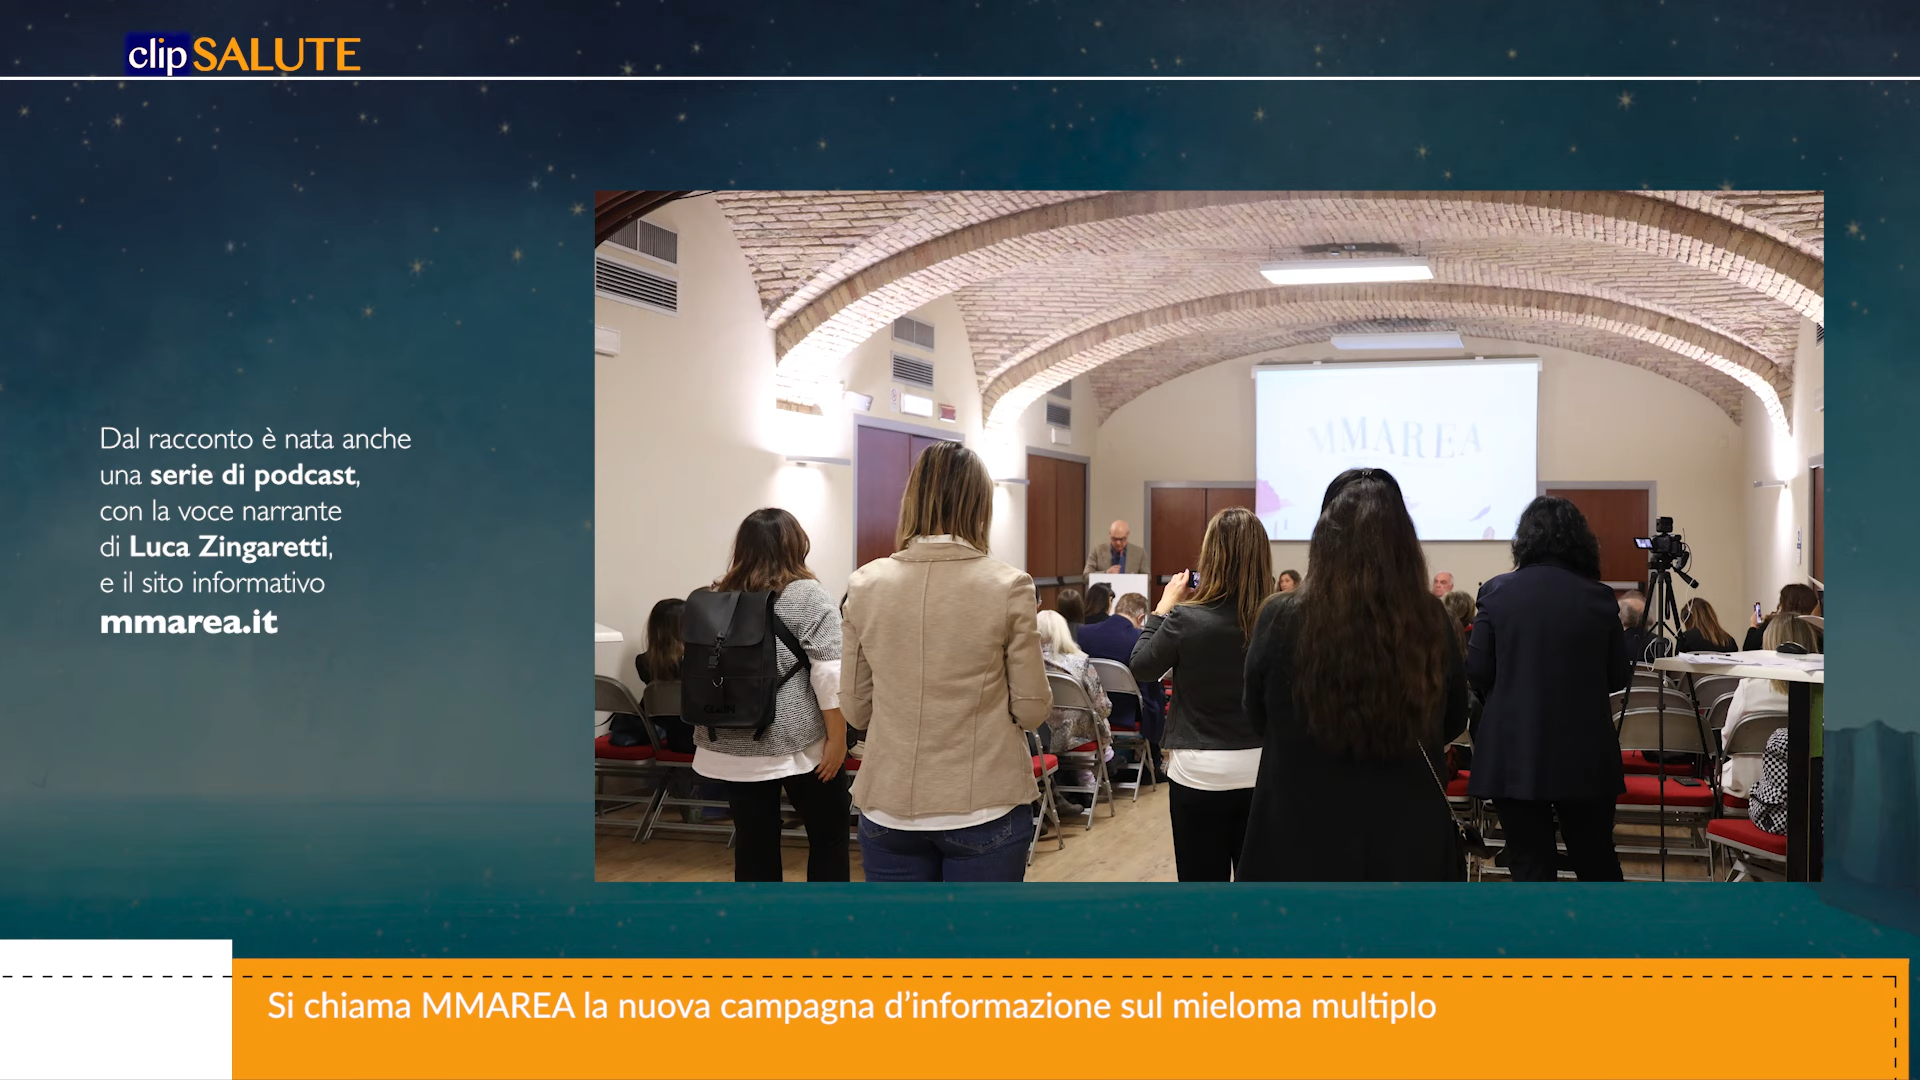 clip SALUTE
Dal racconto è nata anche
una serie di podcast,
con la voce narrante
di Luca Zingaretti,
e il sito informativo
mmarea.it
MMAREA
Si chiama MMAREA la nuova campagna d’informazione sul mieloma multiplo